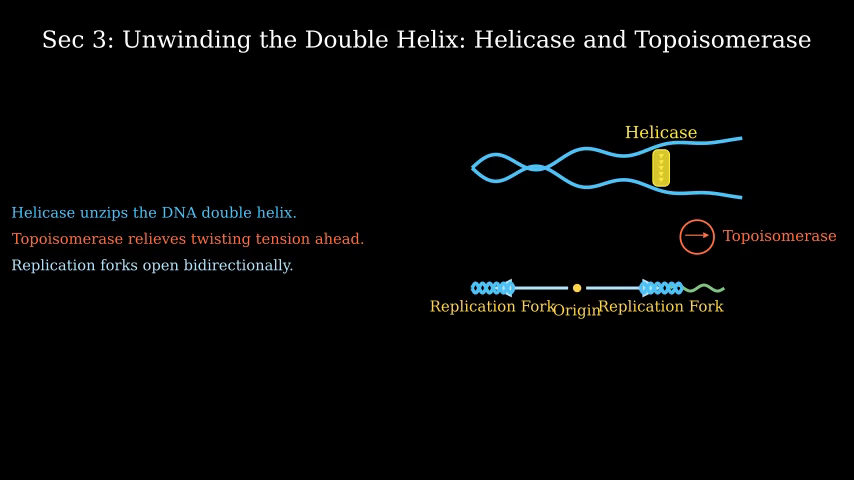 Sec 3: Unwinding the Double Helix: Helicase and Topoisomerase
Helicase unzips the DNA double helix.
Topoisomerase relieves twisting tension ahead.
Replication forks open bidirectionally.
Helicase
Topoisomerase
Replication Fork
Origin
Replication Fork